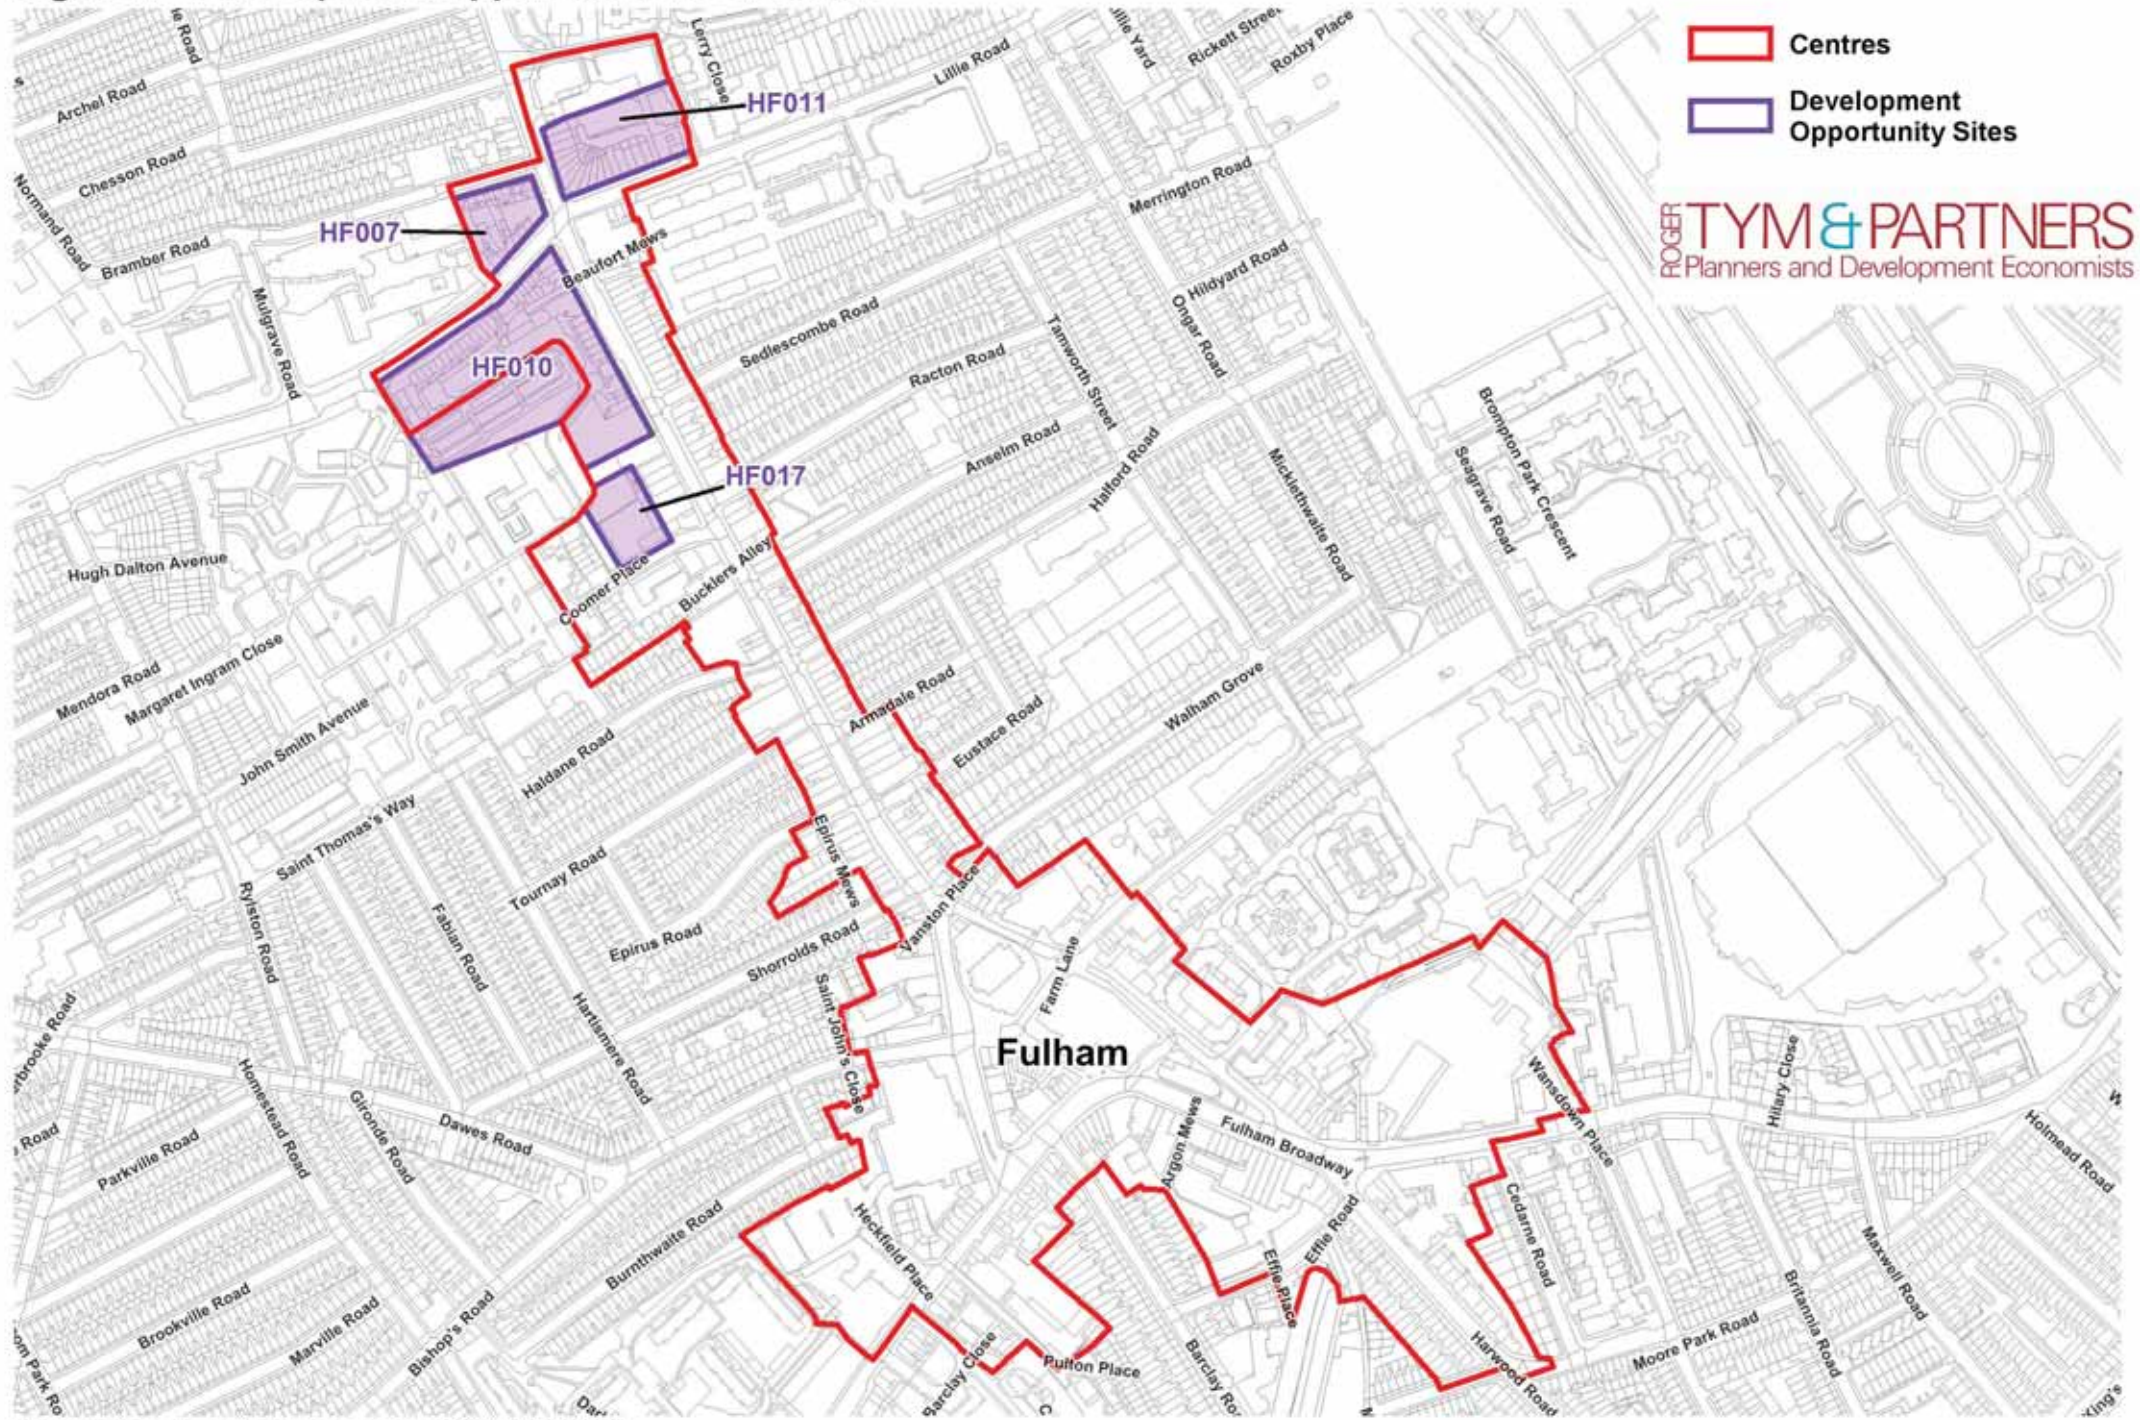 Centres
Development
Opportunity Sites
ROGER
TYM & PARTNERS
Planners and Development Economists
Lerry Close
Lillie Road
Rickett Street
Roxby Place
Archel Road
HF011
Chesson Road
Normand Road
HF007
Bramber Road
Merrington Road
Beaufort Mews
Hildyard Road
Ongar Road
Mulgrave Road
Sedlescombe Road
Tamworth Street
HF010
Racton Road
Anselm Road
Halford Road
Micklethwaite Road
Seagrave Road
Brompton Park Crescent
HF017
Hugh Dalton Avenue
Coomer Place
Bucklers Alley
Mendora Road
Margaret Ingram Close
John Smith Avenue
Haldane Road
Armadale Road
Eustace Road
Walham Grove
Saint Thomas's Way
Tournay Road
Epirus Mews
Rylston Road
Fabian Road
Epirus Road
Shorrolds Road
Vanston Place
Farm Lane
Saint John's Close
Hartismere Road
Fulham
Homestead Road
Gironde Road
Dawes Road
Parkville Road
Argon Mews
Fulham Broadway
Wansdown Place
Hilary Close
Holmead Road
Burnthwaite Road
Heckfield Place
Effie Road
Effie Place
Cedarne Road
Maxwell Road
Britannia Road
Brookville Road
Marville Road
Bishop's Road
Barclay Close
Pulton Place
Barclay Ro
Harwood Road
Moore Park Road
King's